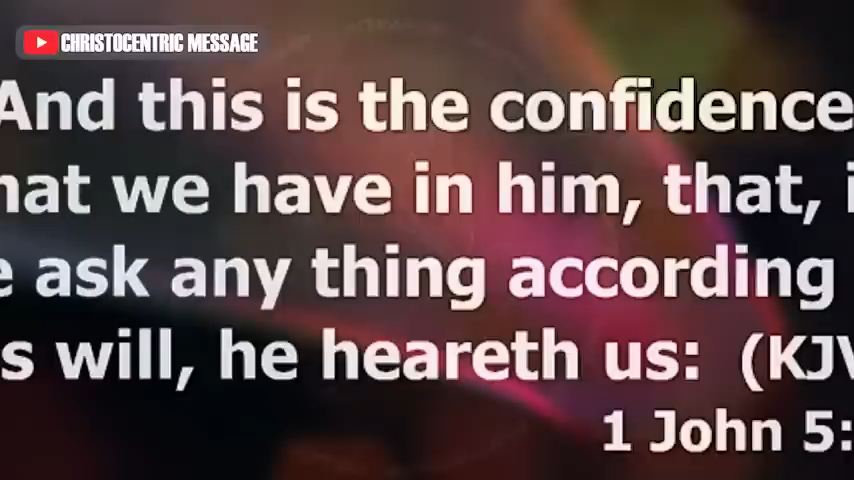 CHRISTOCENTRIC MESSAGE
And this is the confidence
hat we have in him, that, i
e ask any thing according
s will, he heareth us: (KJV
1 John 5: